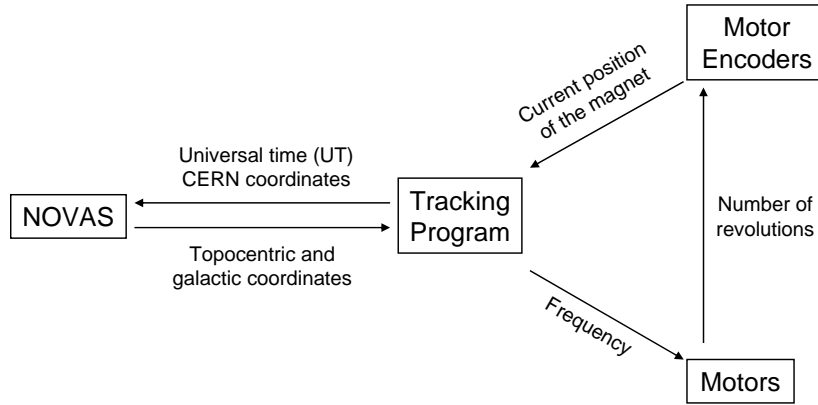 Motor
Encoders
Current position
of the magnet
Universal time (UT)
CERN coordinates
NOVAS
Tracking
Program
Number of
revolutions
Topocentric and
galactic coordinates
Frequency
Motors